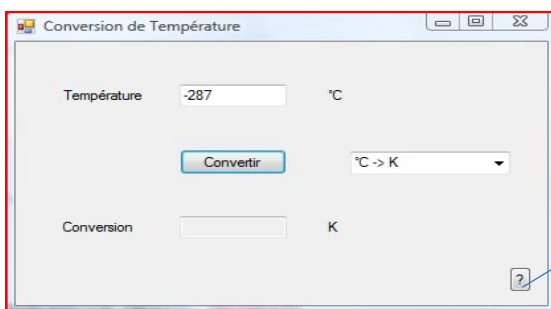 Conversion de Température
Température -287 °C
Convertir °C -> K
Conversion K
?